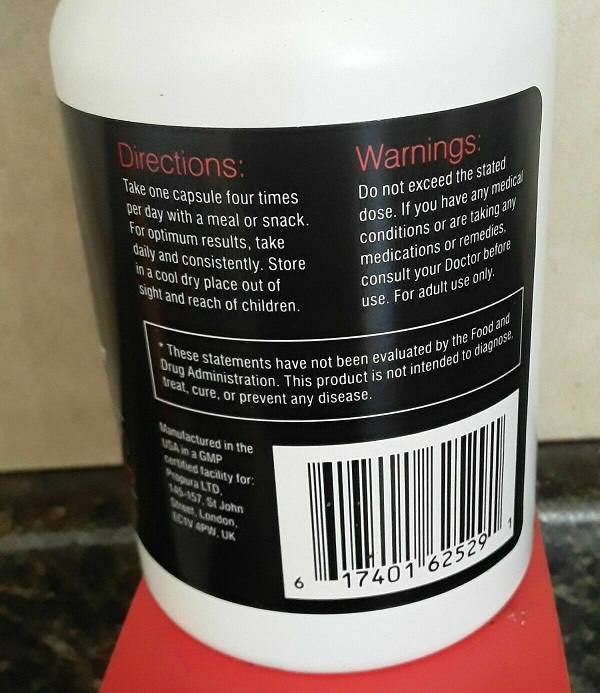 Directions:
Take one capsule four times
per day with a meal or snack.
For optimum results, take
daily and consistently. Store
in a cool dry place out of
sight and reach of children.
Warnings:
Do not exceed the stated
dose. If you have any medical
conditions or are taking any
medications or remedies,
consult your Doctor before
use. For adult use only.
* These statements have not been evaluated by the Food and
Drug Administration. This product is not intended to diagnose,
treat, cure, or prevent any disease.
Manufactured in the
USA in a GMP
certified facility for:
Propura LTD,
145-157, St John
Street, London,
EC1V 4PW, UK
6 17401 62529 1